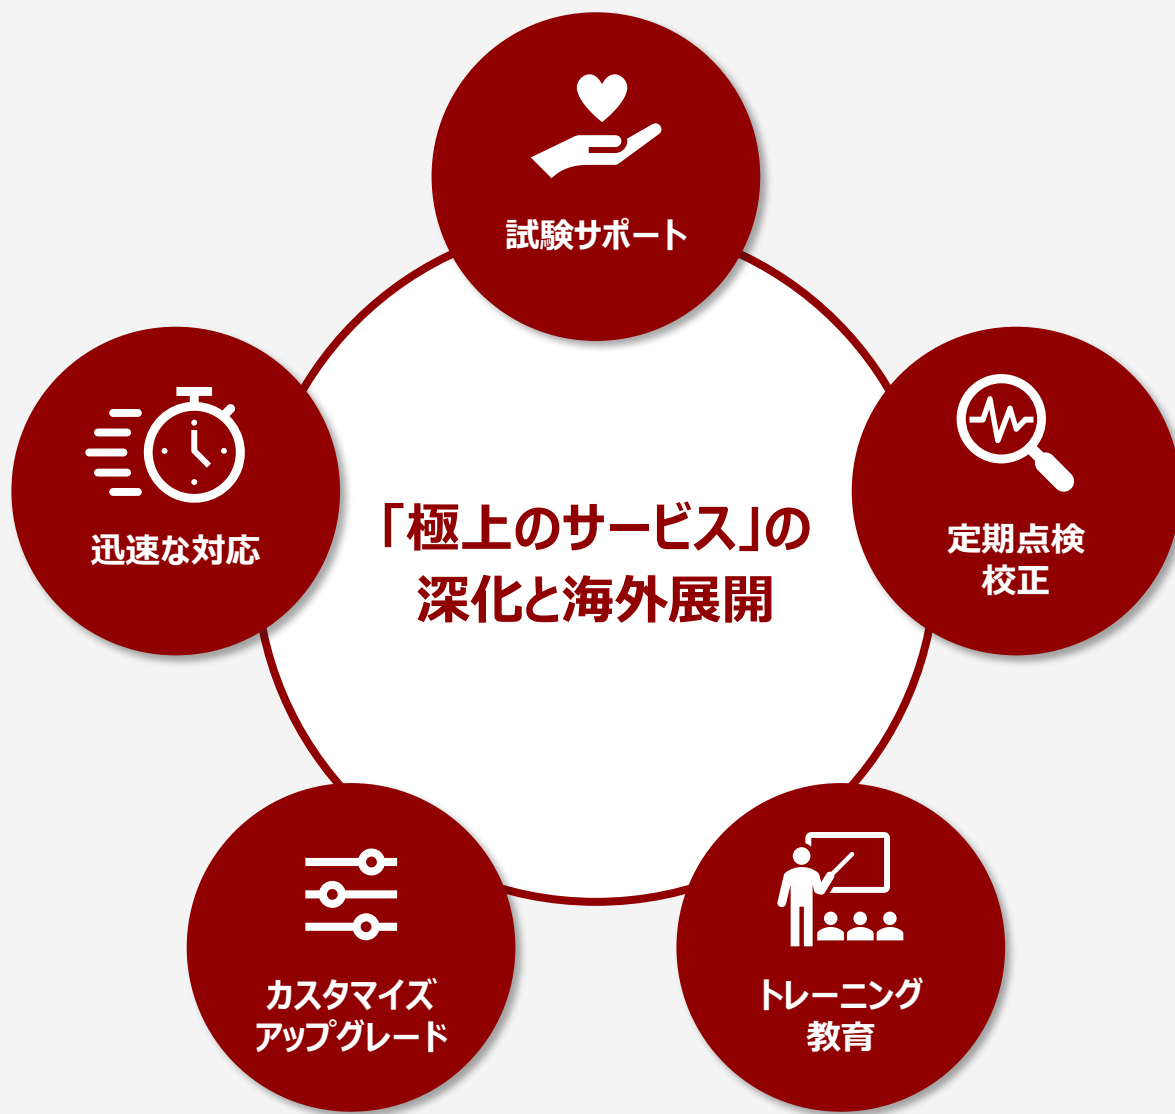 試験サポート
迅速な対応
定期点検
校正
「極上のサービス」の
深化と海外展開
カスタマイズ
アップグレード
トレーニング
教育